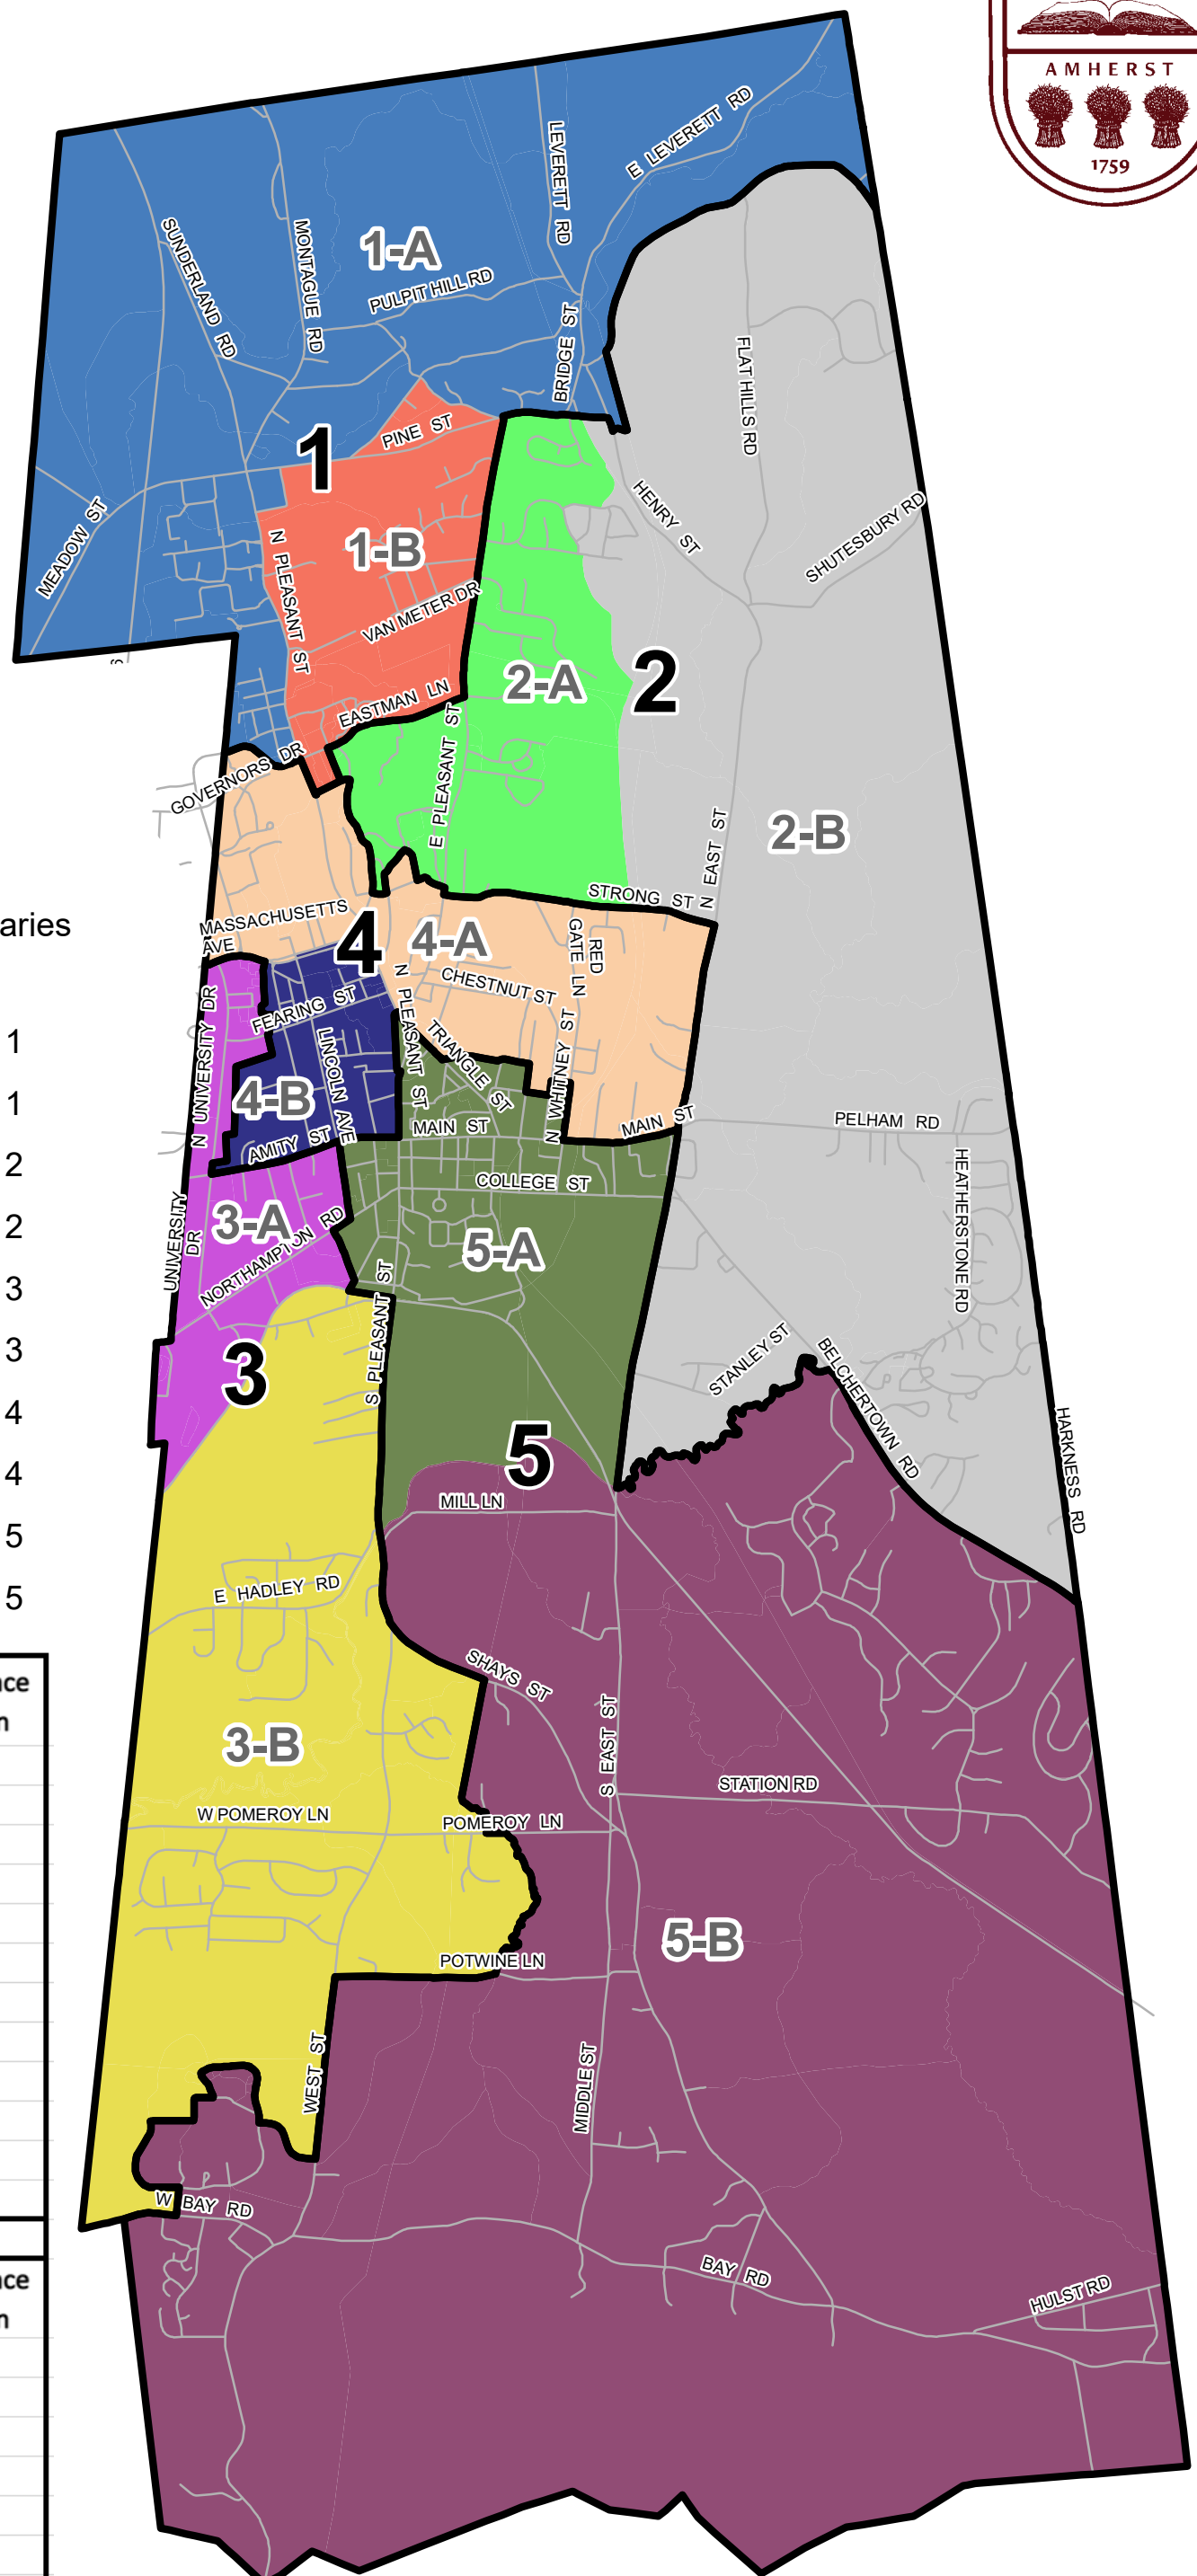 AMHERST
1759
LEVERETT RD
E LEVERETT RD
SUNDERLAND RD
MONTAGUE RD
1-A
PULPIT HILL RD
BRIDGE ST
FLAT HILLS RD
PINE ST
1
MEADOW ST
N PLEASANT ST
1-B
HENRY ST
SHUTESBURY RD
VAN METER DR
2-A
2
EASTMAN LN
E PLEASANT ST
GOVERNORS DR
2-B
N EAST ST
STRONG ST
MASSACHUSETTS
AVE
4
4-A
RED
GATE LN
aries
CHESTNUT ST
N PLEASANT ST
N UNIVERSITY DR
FEARING ST
LINCOLN AVE
TRIANGLE ST
N WHITNEY ST
1
4-B
1
MAIN ST
MAIN ST
PELHAM RD
AMITY ST
2
COLLEGE ST
HEATHERSTONE RD
UNIVERSITY
DR
3-A
2
NORTHAMPTON RD
5-A
3
S PLEASANT ST
3
3
STANLEY ST
BELCHERTOWN RD
4
5
HARKNESS RD
4
MILL LN
5
E HADLEY RD
5
nce
n
SHAYS ST
S EAST ST
3-B
STATION RD
W POMEROY LN
POMEROY LN
5-B
POTWINE LN
WEST ST
MIDDLE ST
W BAY RD
BAY RD
nce
HULST RD
n